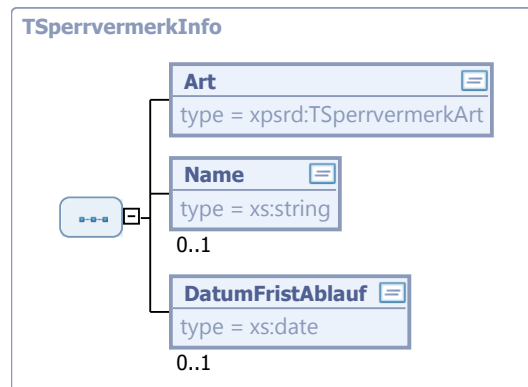 TSperrvermerkInfo
Art
type = xpsrd:TSperrvermerkArt
Name
type = xs:string
0..1
DatumFristAblauf
type = xs:date
0..1